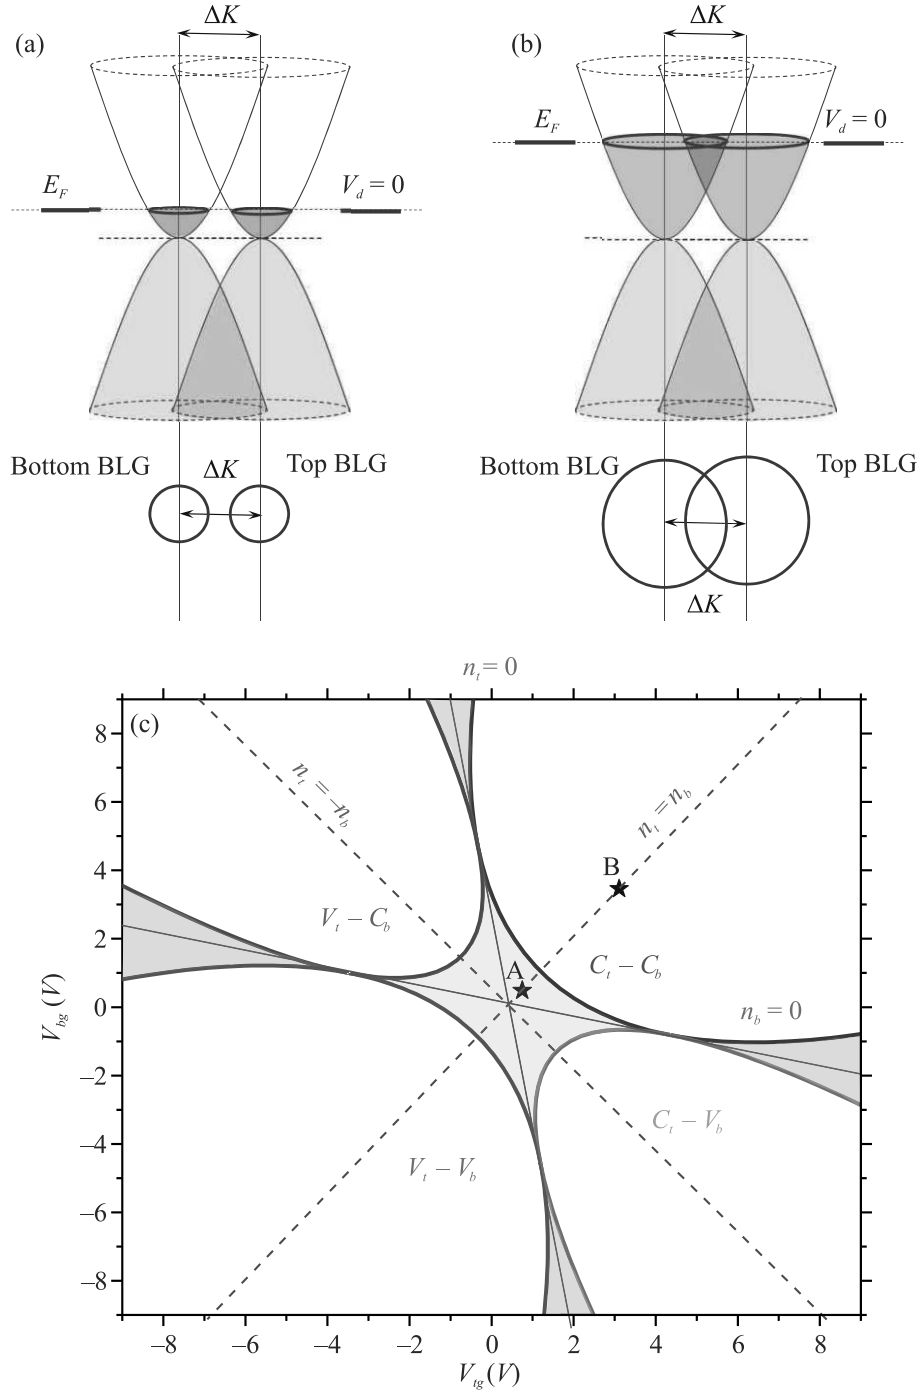 (a)
ΔK
E_F
V_d = 0
Bottom BLG
ΔK
Top BLG
(b)
ΔK
E_F
V_d = 0
Bottom BLG
Top BLG
ΔK
n_t = 0
(c)
n_t = –n_b
n_t = n_b
B
V_t – C_b
A
C_t – C_b
n_b = 0
C_t – V_b
V_t – V_b
8
6
4
2
0
–2
–4
–6
–8
V_bg (V)
–8 –6 –4 –2 0 2 4 6 8
V_tg (V)